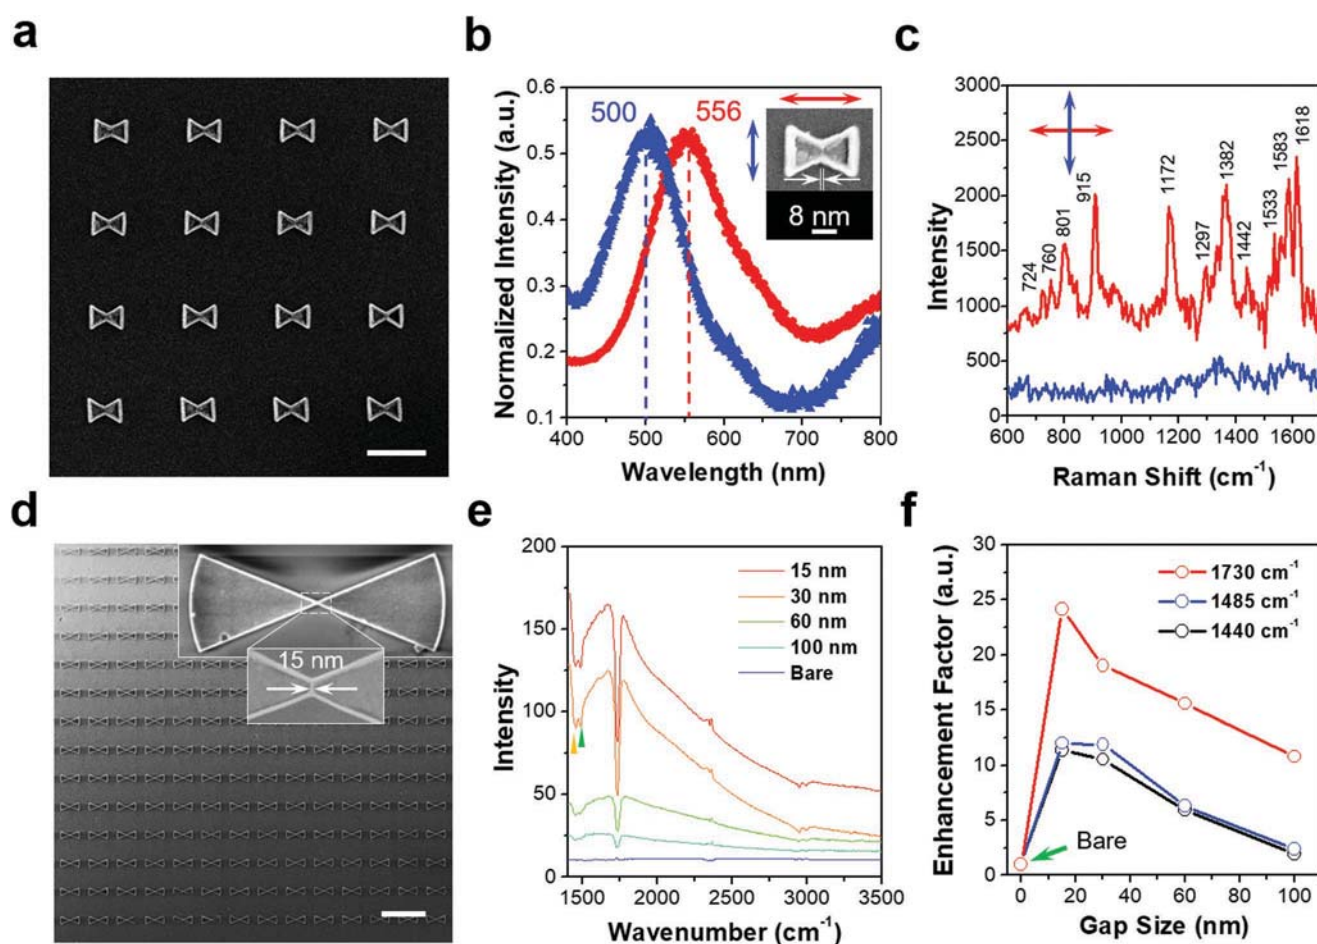 a
b
c
0.6
0.5
0.4
0.3
0.2
0.1
400
500
600
700
800
Normalized Intensity (a.u.)
Wavelength (nm)
500
556
8 nm
3000
2500
2000
1500
1000
500
0
600
800
1000
1200
1400
1600
Intensity
Raman Shift (cm-1)
724
760
801
915
1172
1297
1382
1442
1533
1583
1618
d
e
f
15 nm
200
150
100
50
0
1500
2000
2500
3000
3500
Intensity
Wavenumber (cm-1)
15 nm
30 nm
60 nm
100 nm
Bare
30
25
20
15
10
5
0
0
20
40
60
80
100
Enhancement Factor (a.u.)
Gap Size (nm)
1730 cm-1
1485 cm-1
1440 cm-1
Bare